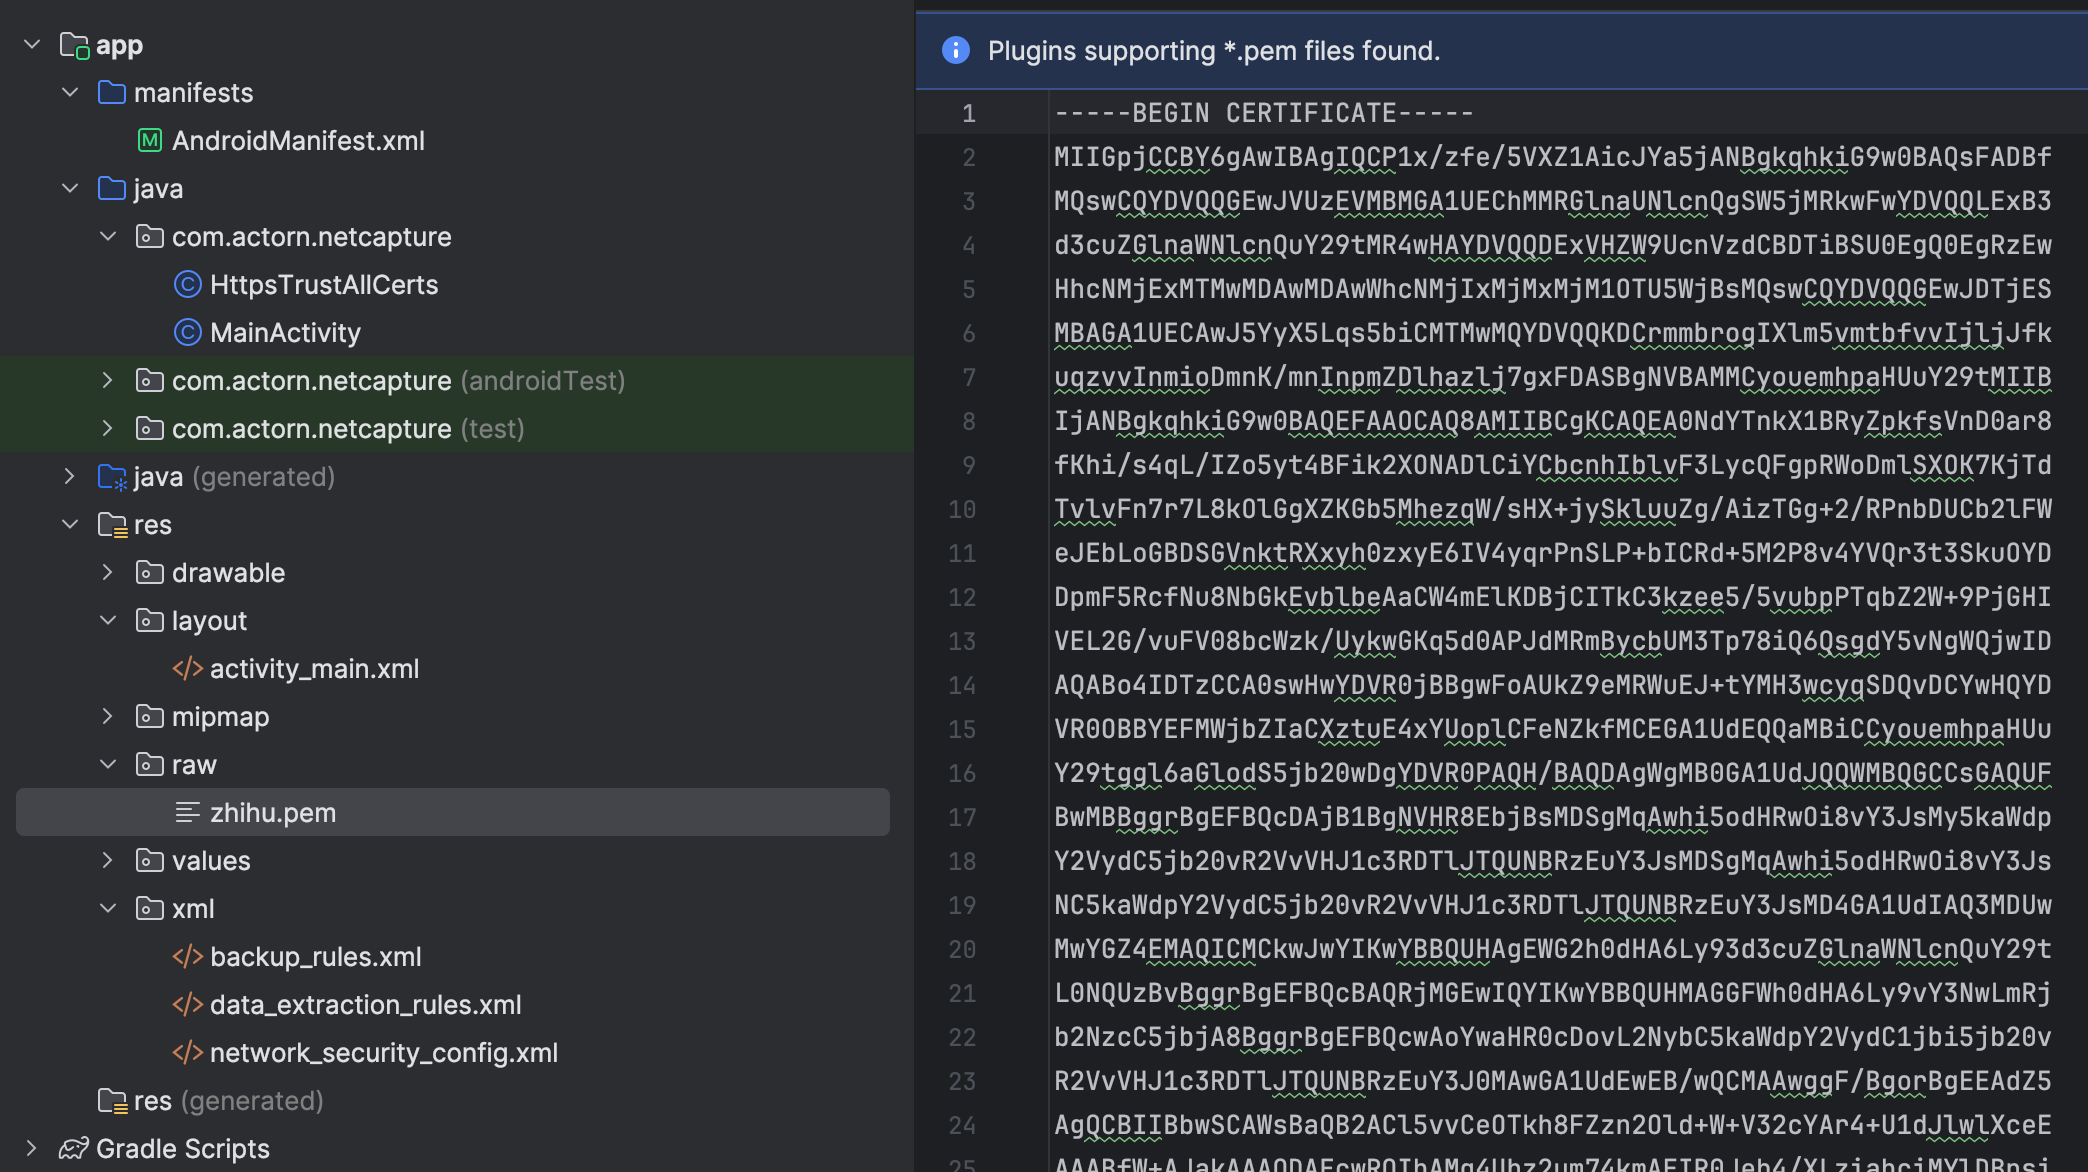 app
manifests
AndroidManifest.xml
java
com.actorn.netcapture
HttpsTrustAllCerts
MainActivity
com.actorn.netcapture (androidTest)
com.actorn.netcapture (test)
java (generated)
res
drawable
layout
activity_main.xml
mipmap
raw
zhihu.pem
values
xml
backup_rules.xml
data_extraction_rules.xml
network_security_config.xml
res (generated)
Gradle Scripts
Plugins supporting *.pem files found.
1 -----BEGIN CERTIFICATE-----
2 MIIGpjCCBY6gAwIBAgIQCP1x/zfe/5VXZ1AicJYa5jANBgkqhkiG9w0BAQsFADBf
3 MQswCQYDVQQGEwJVUzEVMBMGA1UEChMMRGlnaUNlcnQgSW5jMRkwFwYDVQQLExB3
4 d3cuZGlnaWNlcnQuY29tMR4wHAYDVQQDExVHZW9UcnVzdCBDTiBSU0EgQ0EgRzEw
5 HhcNMjExMTMwMDAwMDAwWhcNMjIxMjMxMjM1OTU5WjBsMQswCQYDVQQGEwJDTjES
6 MBAGA1UECAwJ5YyX5Lqs5biCMTMwMQYDVQQKDCrmmbrogIXlm5vmtbfvvIjljJfk
7 uqzvvInmioDmnK/mnInpmZDlhazlj7gxFDASBgNVBAMMCyouemhpaHUuY29tMIIB
8 IjANBgkqhkiG9w0BAQEFAAOCAQ8AMIIBCgKCAQEA0NdYTnkX1BRyZpkfsVnD0ar8
9 fKhi/s4qL/IZo5yt4BFik2XONADlCiYCbcnhIblvF3LycQFgpRWoDmlSXOK7KjTd
10 TvlvFn7r7L8kOlGgXZKGb5MhezqW/sHX+jySkluuZg/AizTGg+2/RPnbDUCb2lFW
11 eJEbLoGBDSGVnktRXxyh0zxyE6IV4yqrPnSLP+bICRd+5M2P8v4YVQr3t3SkuOYD
12 DpmF5RcfNu8NbGkEvblbeAaCW4mElKDBjCITkC3kzee5/5vubpPTqbZ2W+9PjGHI
13 VEL2G/vuFV08bcWzk/UykwGKq5d0APJdMRmBycbUM3Tp78iQ6QsgdY5vNgWQjwID
14 AQABo4IDTzCCA0swHwYDVR0jBBgwFoAUkZ9eMRWuEJ+tYMH3wcyqSDQvDCYwHQYD
15 VR0OBBYEFMWjbZIaCXztuE4xYUoplCFeNZkfMCEGA1UdEQQaMBiCCyouemhpaHUu
16 Y29tggl6aGlodS5jb20wDgYDVR0PAQH/BAQDAgWgMB0GA1UdJQQWMBQGCCsGAQUF
17 BwMBBggrBgEFBQcDAjB1BgNVHR8EbjBsMDSgMqAwhi5odHRwOi8vY3JsMy5kaWdp
18 Y2VydC5jb20vR2VvVHJ1c3RDTlJTQUNBRzEuY3JsMDSgMqAwhi5odHRwOi8vY3Js
19 NC5kaWdpY2VydC5jb20vR2VvVHJ1c3RDTlJTQUNBRzEuY3JsMD4GA1UdIAQ3MDUw
20 MwYGZ4EMAQICMCkwJwYIKwYBBQUHAgEWG2h0dHA6Ly93d3cuZGlnaWNlcnQuY29t
21 L0NQUzBvBggrBgEFBQcBAQRjMGEwIQYIKwYBBQUHMAGGFWh0dHA6Ly9vY3NwLmRj
22 b2NzcC5jbjA8BggrBgEFBQcwAoYwaHR0cDovL2NybC5kaWdpY2VydC1jbi5jb20v
23 R2VvVHJ1c3RDTlJTQUNBRzEuY3J0MAwGA1UdEwEB/wQCMAAwggF/BgorBgEEAdZ5
24 AgQCBIIBbwSCAWsBaQB2ACl5vvCeOTkh8FZzn2Old+W+V32cYAr4+U1dJlwlXceE
25